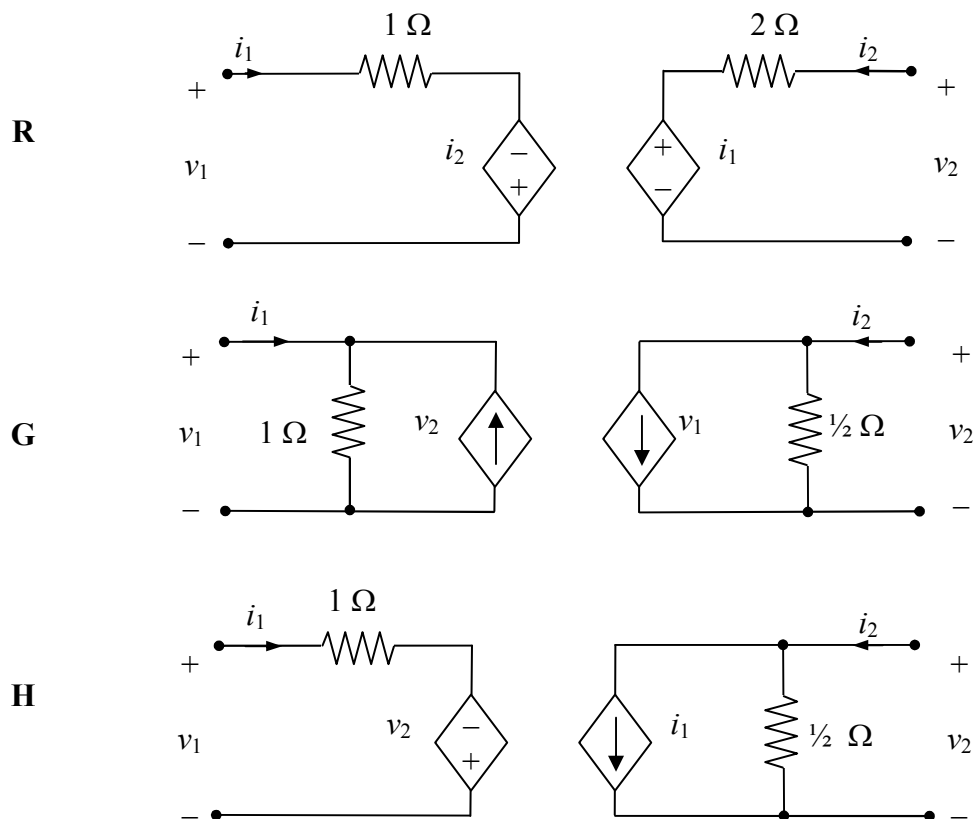 1 Ω 2 Ω
i1 i2
+ +
R i2 − + i1
v1 + − v2
− −
i1 i2
+ +
G v1 1 Ω v2 v1 ½ Ω v2
− −
1 Ω
i1 i2
+ +
H v2 − i1
v1 + ½ Ω v2
− −